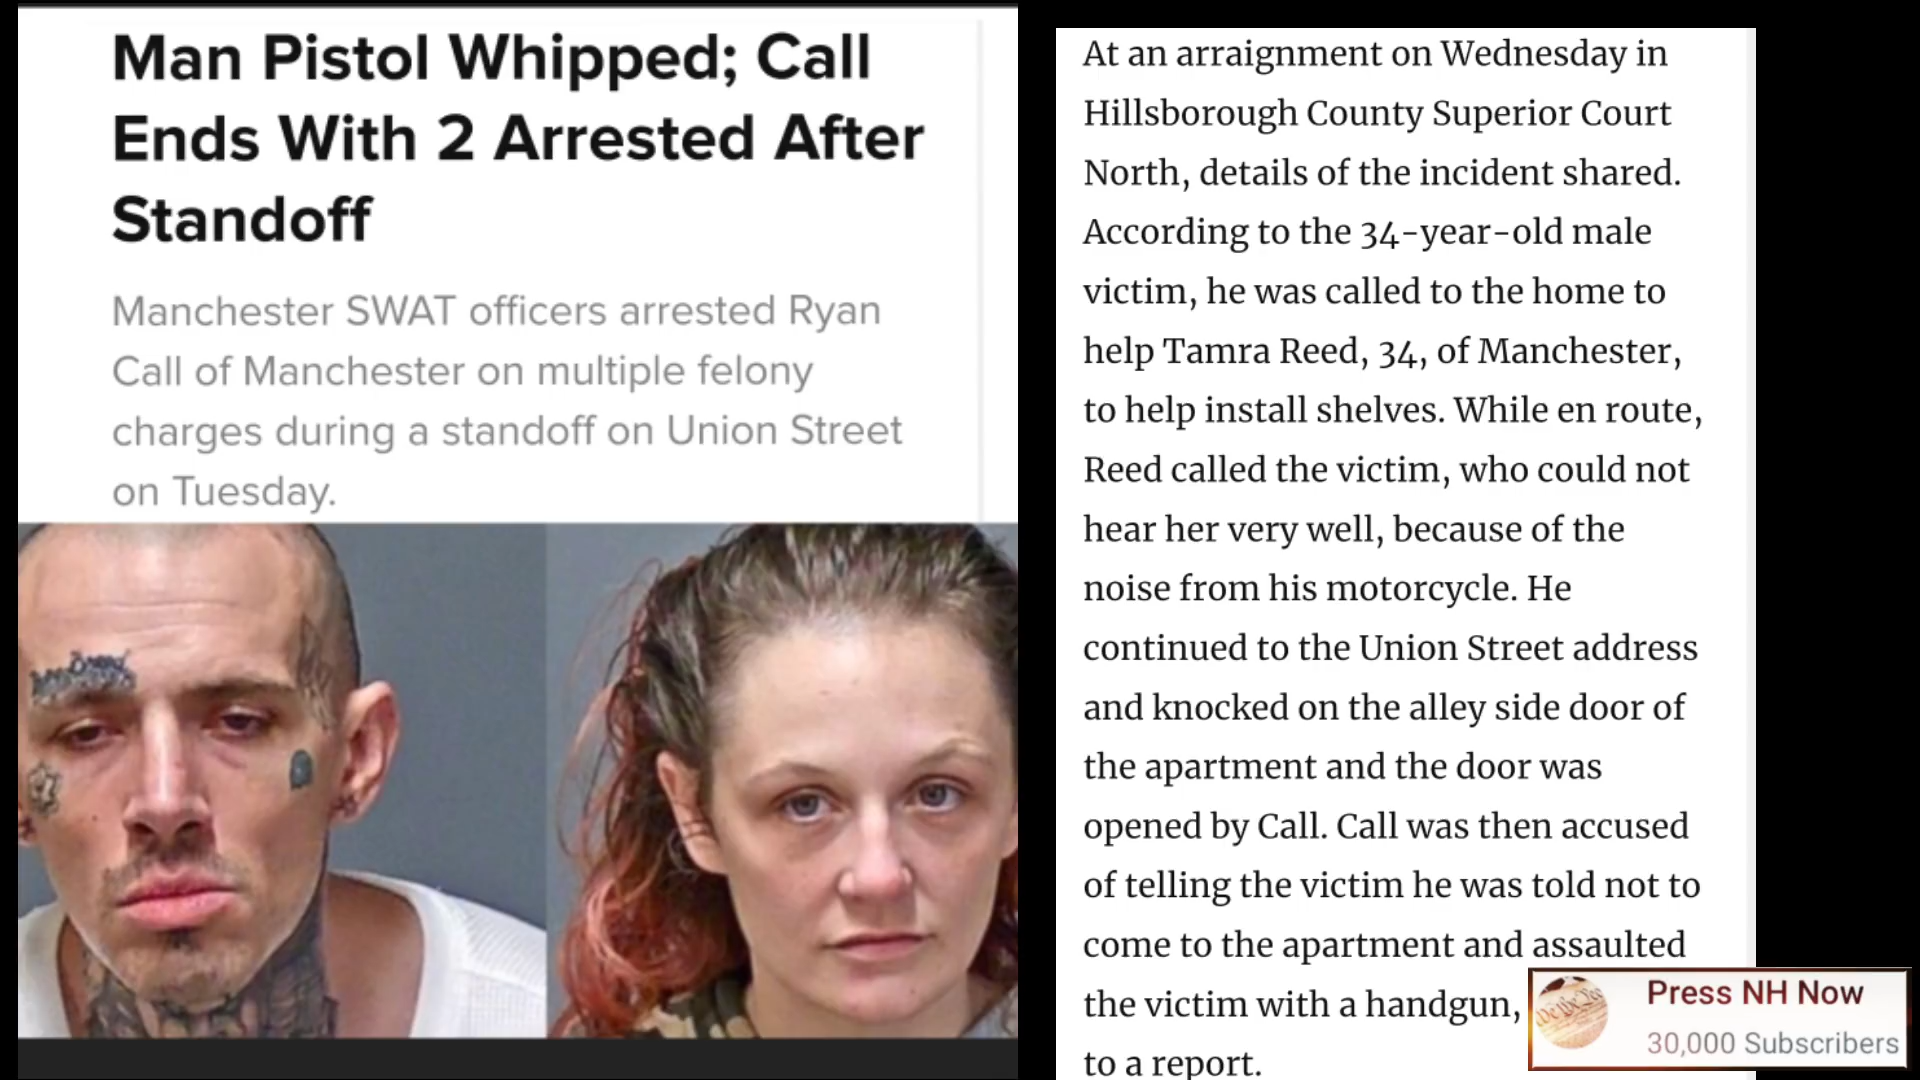 Man Pistol Whipped; Call
Ends With 2 Arrested After
Standoff
Manchester SWAT officers arrested Ryan
Call of Manchester on multiple felony
charges during a standoff on Union Street
on Tuesday.
At an arraignment on Wednesday in
Hillsborough County Superior Court
North, details of the incident shared.
According to the 34-year-old male
victim, he was called to the home to
help Tamra Reed, 34, of Manchester,
to help install shelves. While en route,
Reed called the victim, who could not
hear her very well, because of the
noise from his motorcycle. He
continued to the Union Street address
and knocked on the alley side door of
the apartment and the door was
opened by Call. Call was then accused
of telling the victim he was told not to
come to the apartment and assaulted
the victim with a handgun,
to a report.
We the Peo
Press NH Now
30,000 Subscribers